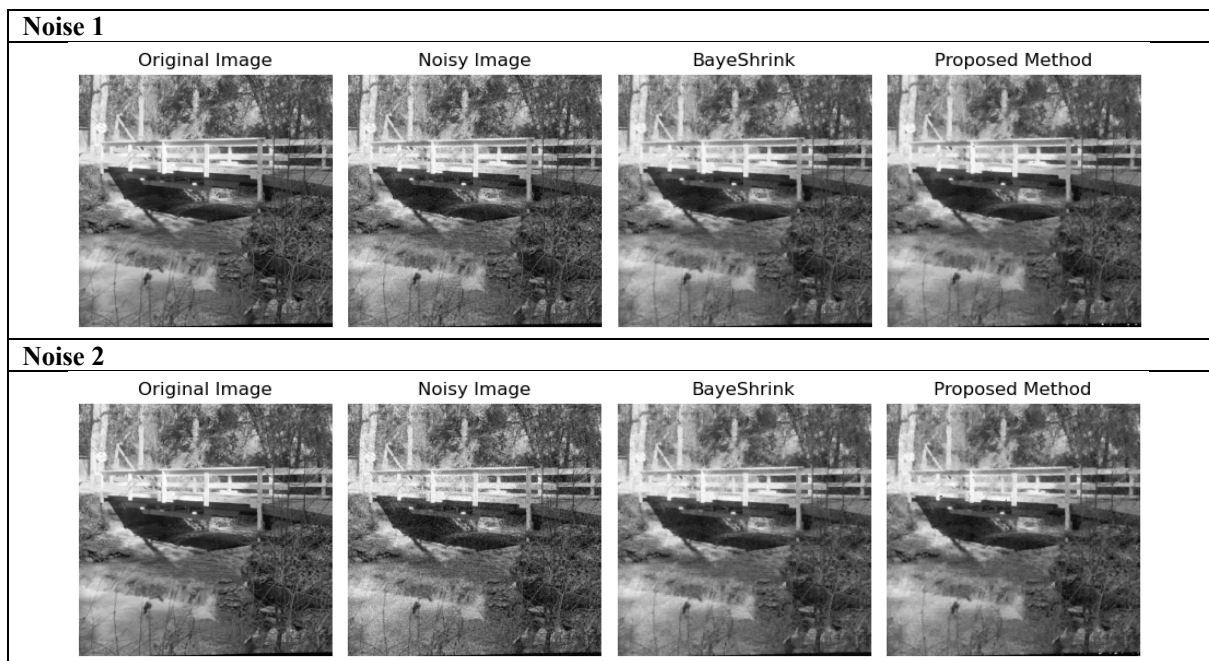 Noise 1
Original Image Noisy Image BayeShrink Proposed Method
Noise 2
Original Image Noisy Image BayeShrink Proposed Method